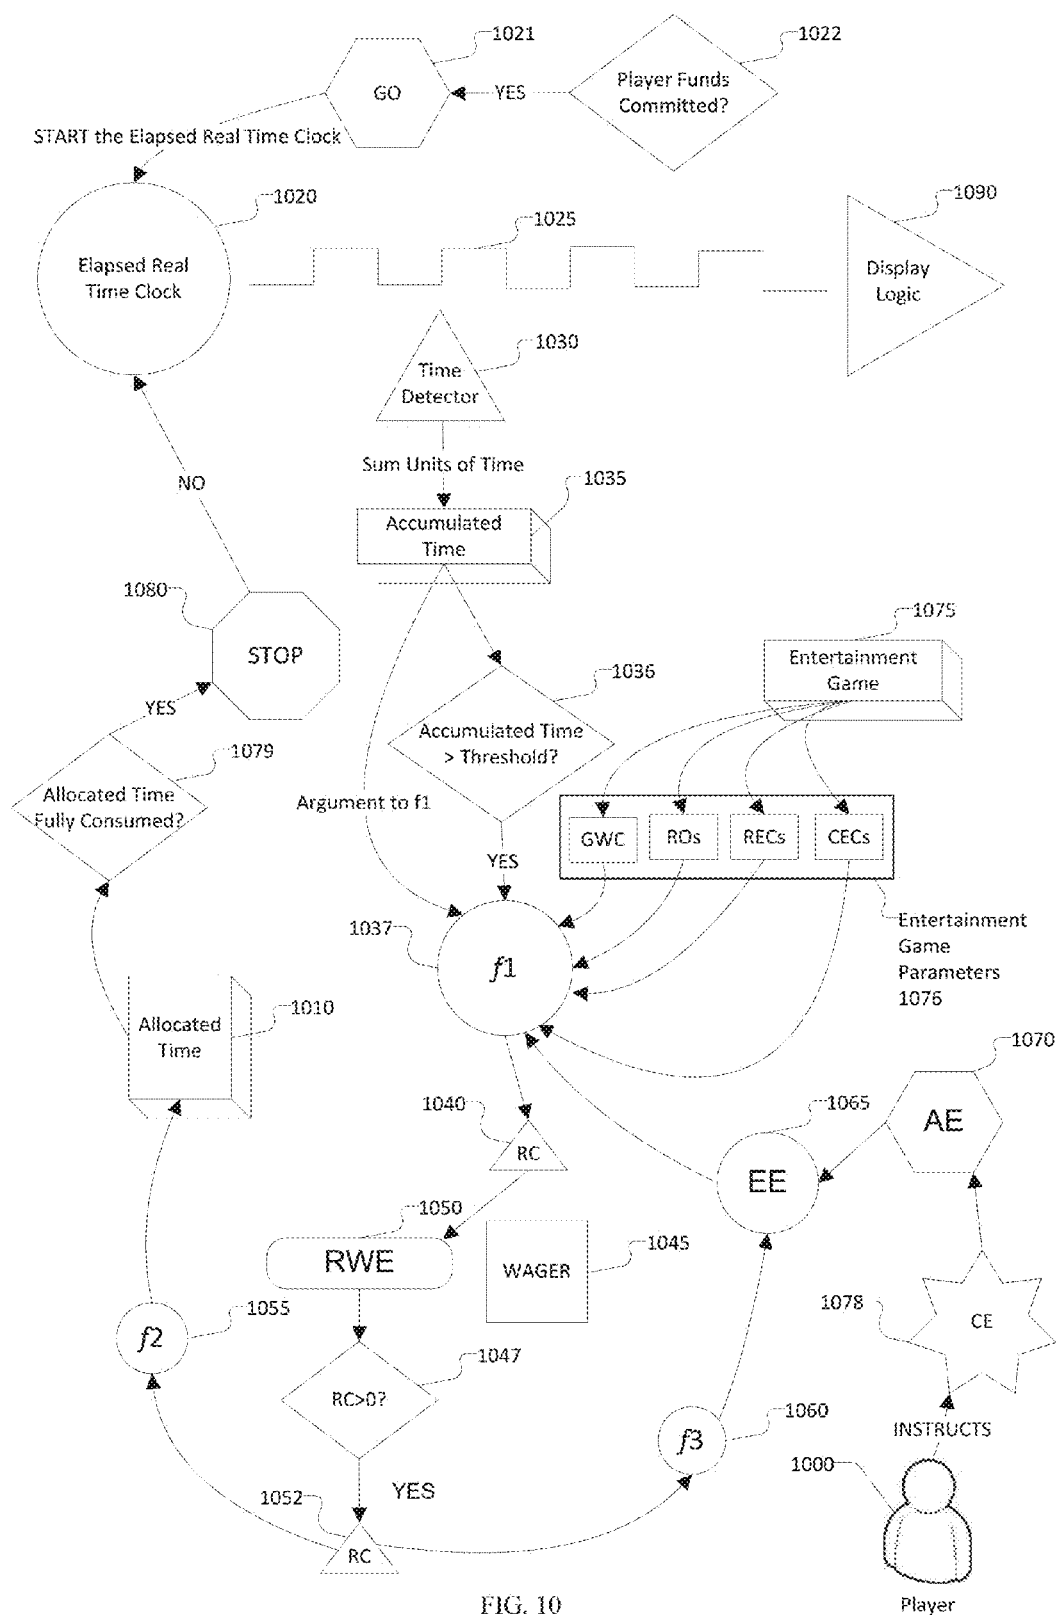 1021
1022
GO
YES
Player Funds
Committed?
START the Elapsed Real Time Clock
1020
1025
1090
Elapsed Real
Time Clock
Display
Logic
1030
Time
Detector
Sum Units of Time
NO
1035
Accumulated
Time
1080
STOP
1075
Entertainment
Game
1036
YES
Accumulated Time
> Threshold?
1079
Allocated Time
Fully Consumed?
Argument to f1
GWC
ROs
RECs
CECs
YES
Entertainment
Game
Parameters
1076
1037
f1
1010
Allocated
Time
1070
AE
1040
RC
1065
EE
1050
RWE
1045
WAGER
1078
CE
1055
f2
1047
RC>0?
1060
f3
INSTRUCTS
1000
YES
1052
RC
Player
FIG. 10